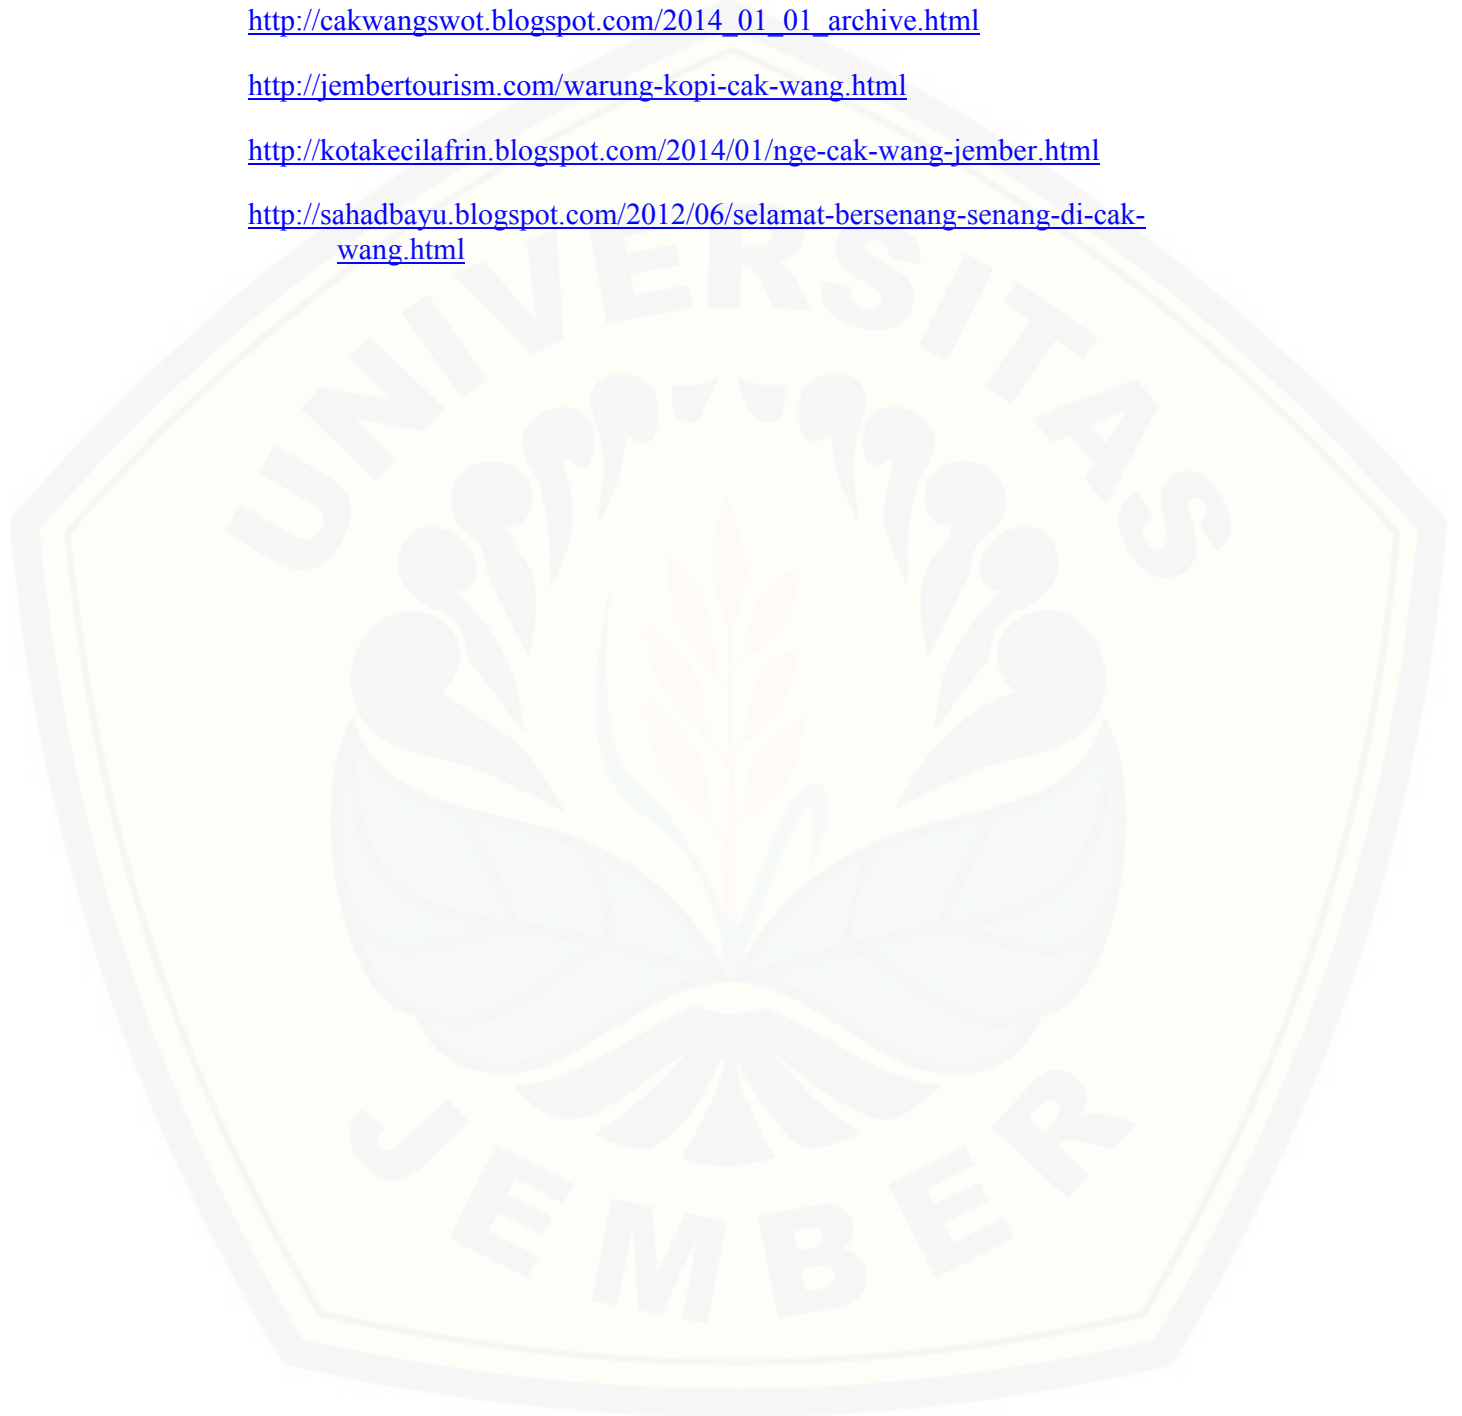 http://cakwangswot.blogspot.com/2014_01_01_archive.html
http://jembertourism.com/warung-kopi-cak-wang.html
http://kotakecilafrin.blogspot.com/2014/01/nge-cak-wang-jember.html
http://sahadbayu.blogspot.com/2012/06/selamat-bersenang-senang-di-cak-
wang.html
UNIVERSITAS
JEMBER